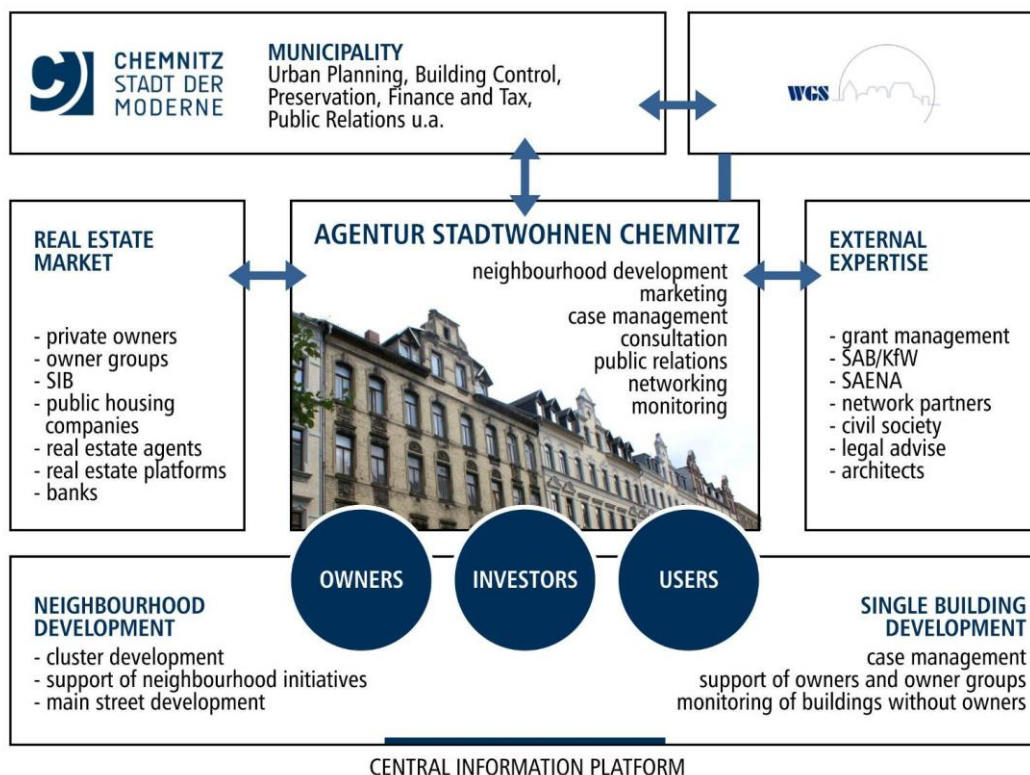 CHEMNITZ
STADT DER
MODERNE
MUNICIPALITY
Urban Planning, Building Control,
Preservation, Finance and Tax,
Public Relations u.a.
WGS
REAL ESTATE
MARKET
- private owners
- owner groups
- SIB
- public housing
companies
- real estate agents
- real estate platforms
- banks
AGENTUR STADTWOHNEN CHEMNITZ
neighbourhood development
marketing
case management
consultation
public relations
networking
monitoring
EXTERNAL
EXPERTISE
- grant management
- SAB/KfW
- SAENA
- network partners
- civil society
- legal advise
- architects
OWNERS
INVESTORS
USERS
NEIGHBOURHOOD
DEVELOPMENT
- cluster development
- support of neighbourhood initiatives
- main street development
SINGLE BUILDING
DEVELOPMENT
case management
support of owners and owner groups
monitoring of buildings without owners
CENTRAL INFORMATION PLATFORM